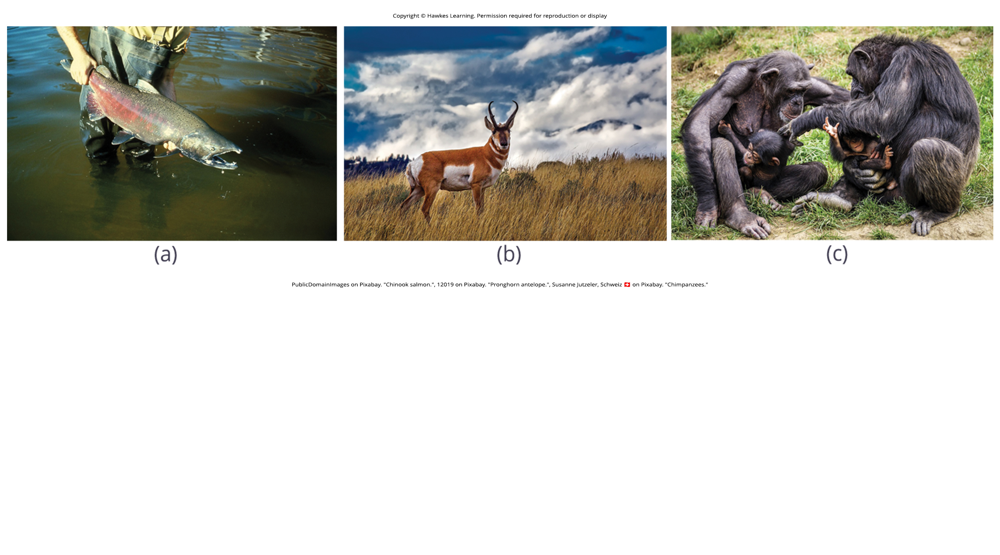 Copyright © Hawkes Learning. Permission required for reproduction or display
(a)
(b)
(c)
PublicDomainImages on Pixabay. "Chinook salmon.", 12019 on Pixabay. "Pronghorn antelope.", Susanne Jutzeler, Schweiz 🇨🇭 on Pixabay. "Chimpanzees."